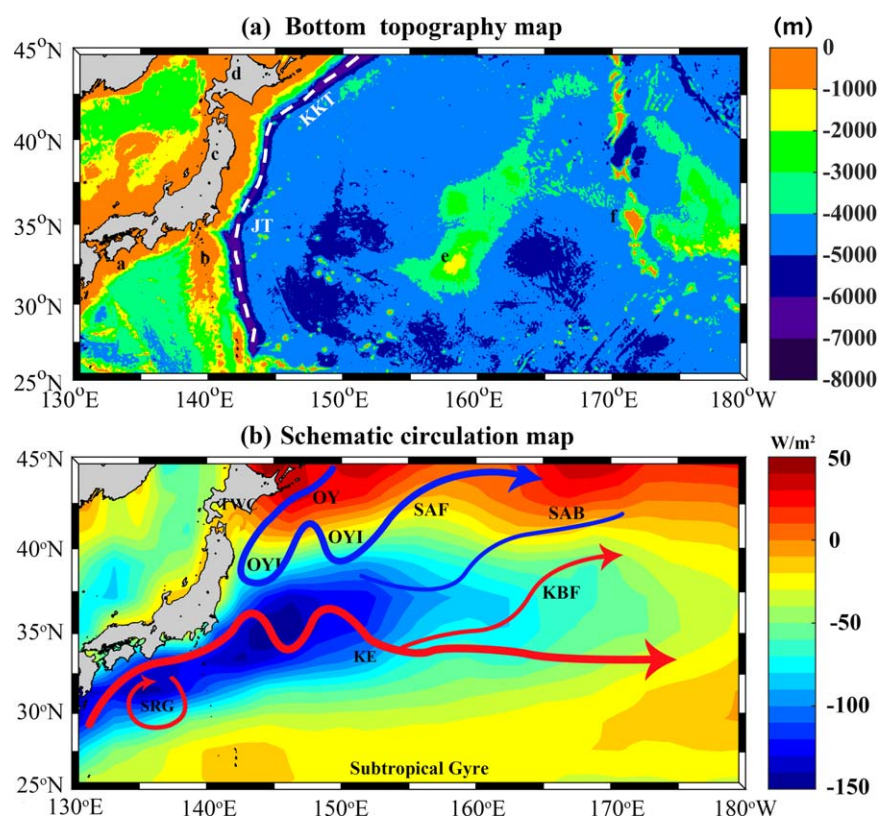 (a) Bottom topography map
(m)
45°N
40°N
35°N
30°N
25°N
130°E
140°E
150°E
160°E
170°E
180°W
d
c
a
b
KKT
JT
e
f
0
-1000
-2000
-3000
-4000
-5000
-6000
-7000
-8000
(b) Schematic circulation map
W/m²
45°N
40°N
35°N
30°N
25°N
130°E
140°E
150°E
160°E
170°E
180°W
TWC
OY
OYI
OYI
SAF
SAB
KBF
KE
SRG
Subtropical Gyre
50
0
-50
-100
-150